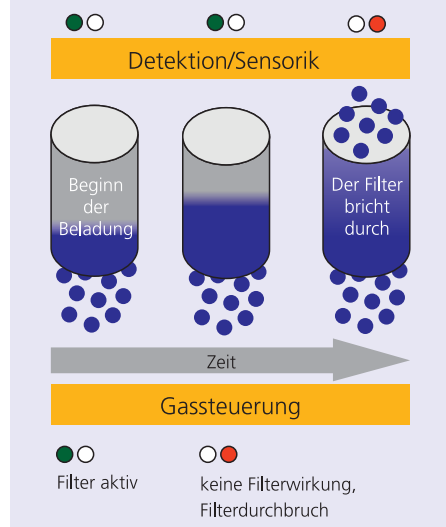 Detektion/Sensorik
Beginn
der
Beladung
Der Filter
bricht
durch
Zeit
Gassteuerung
Filter aktiv
keine Filterwirkung,
Filterdurchbruch